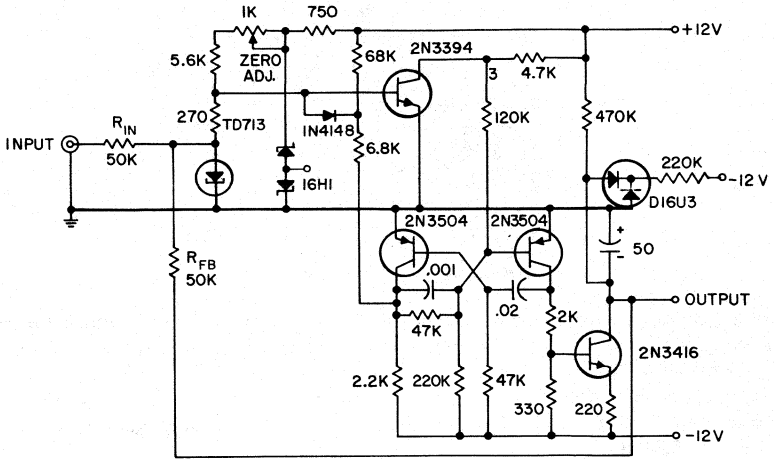 1K
750
+12V
2N3394
5.6K
ZERO
ADJ.
68K
3
4.7K
270
TD713
1N4148
120K
470K
INPUT
R_IN
50K
6.8K
220K
-12V
16H1
D16U3
2N3504
2N3504
+
50
-
R_FB
50K
.001
.02
OUTPUT
47K
2K
2N3416
2.2K
220K
47K
330
220
-12V